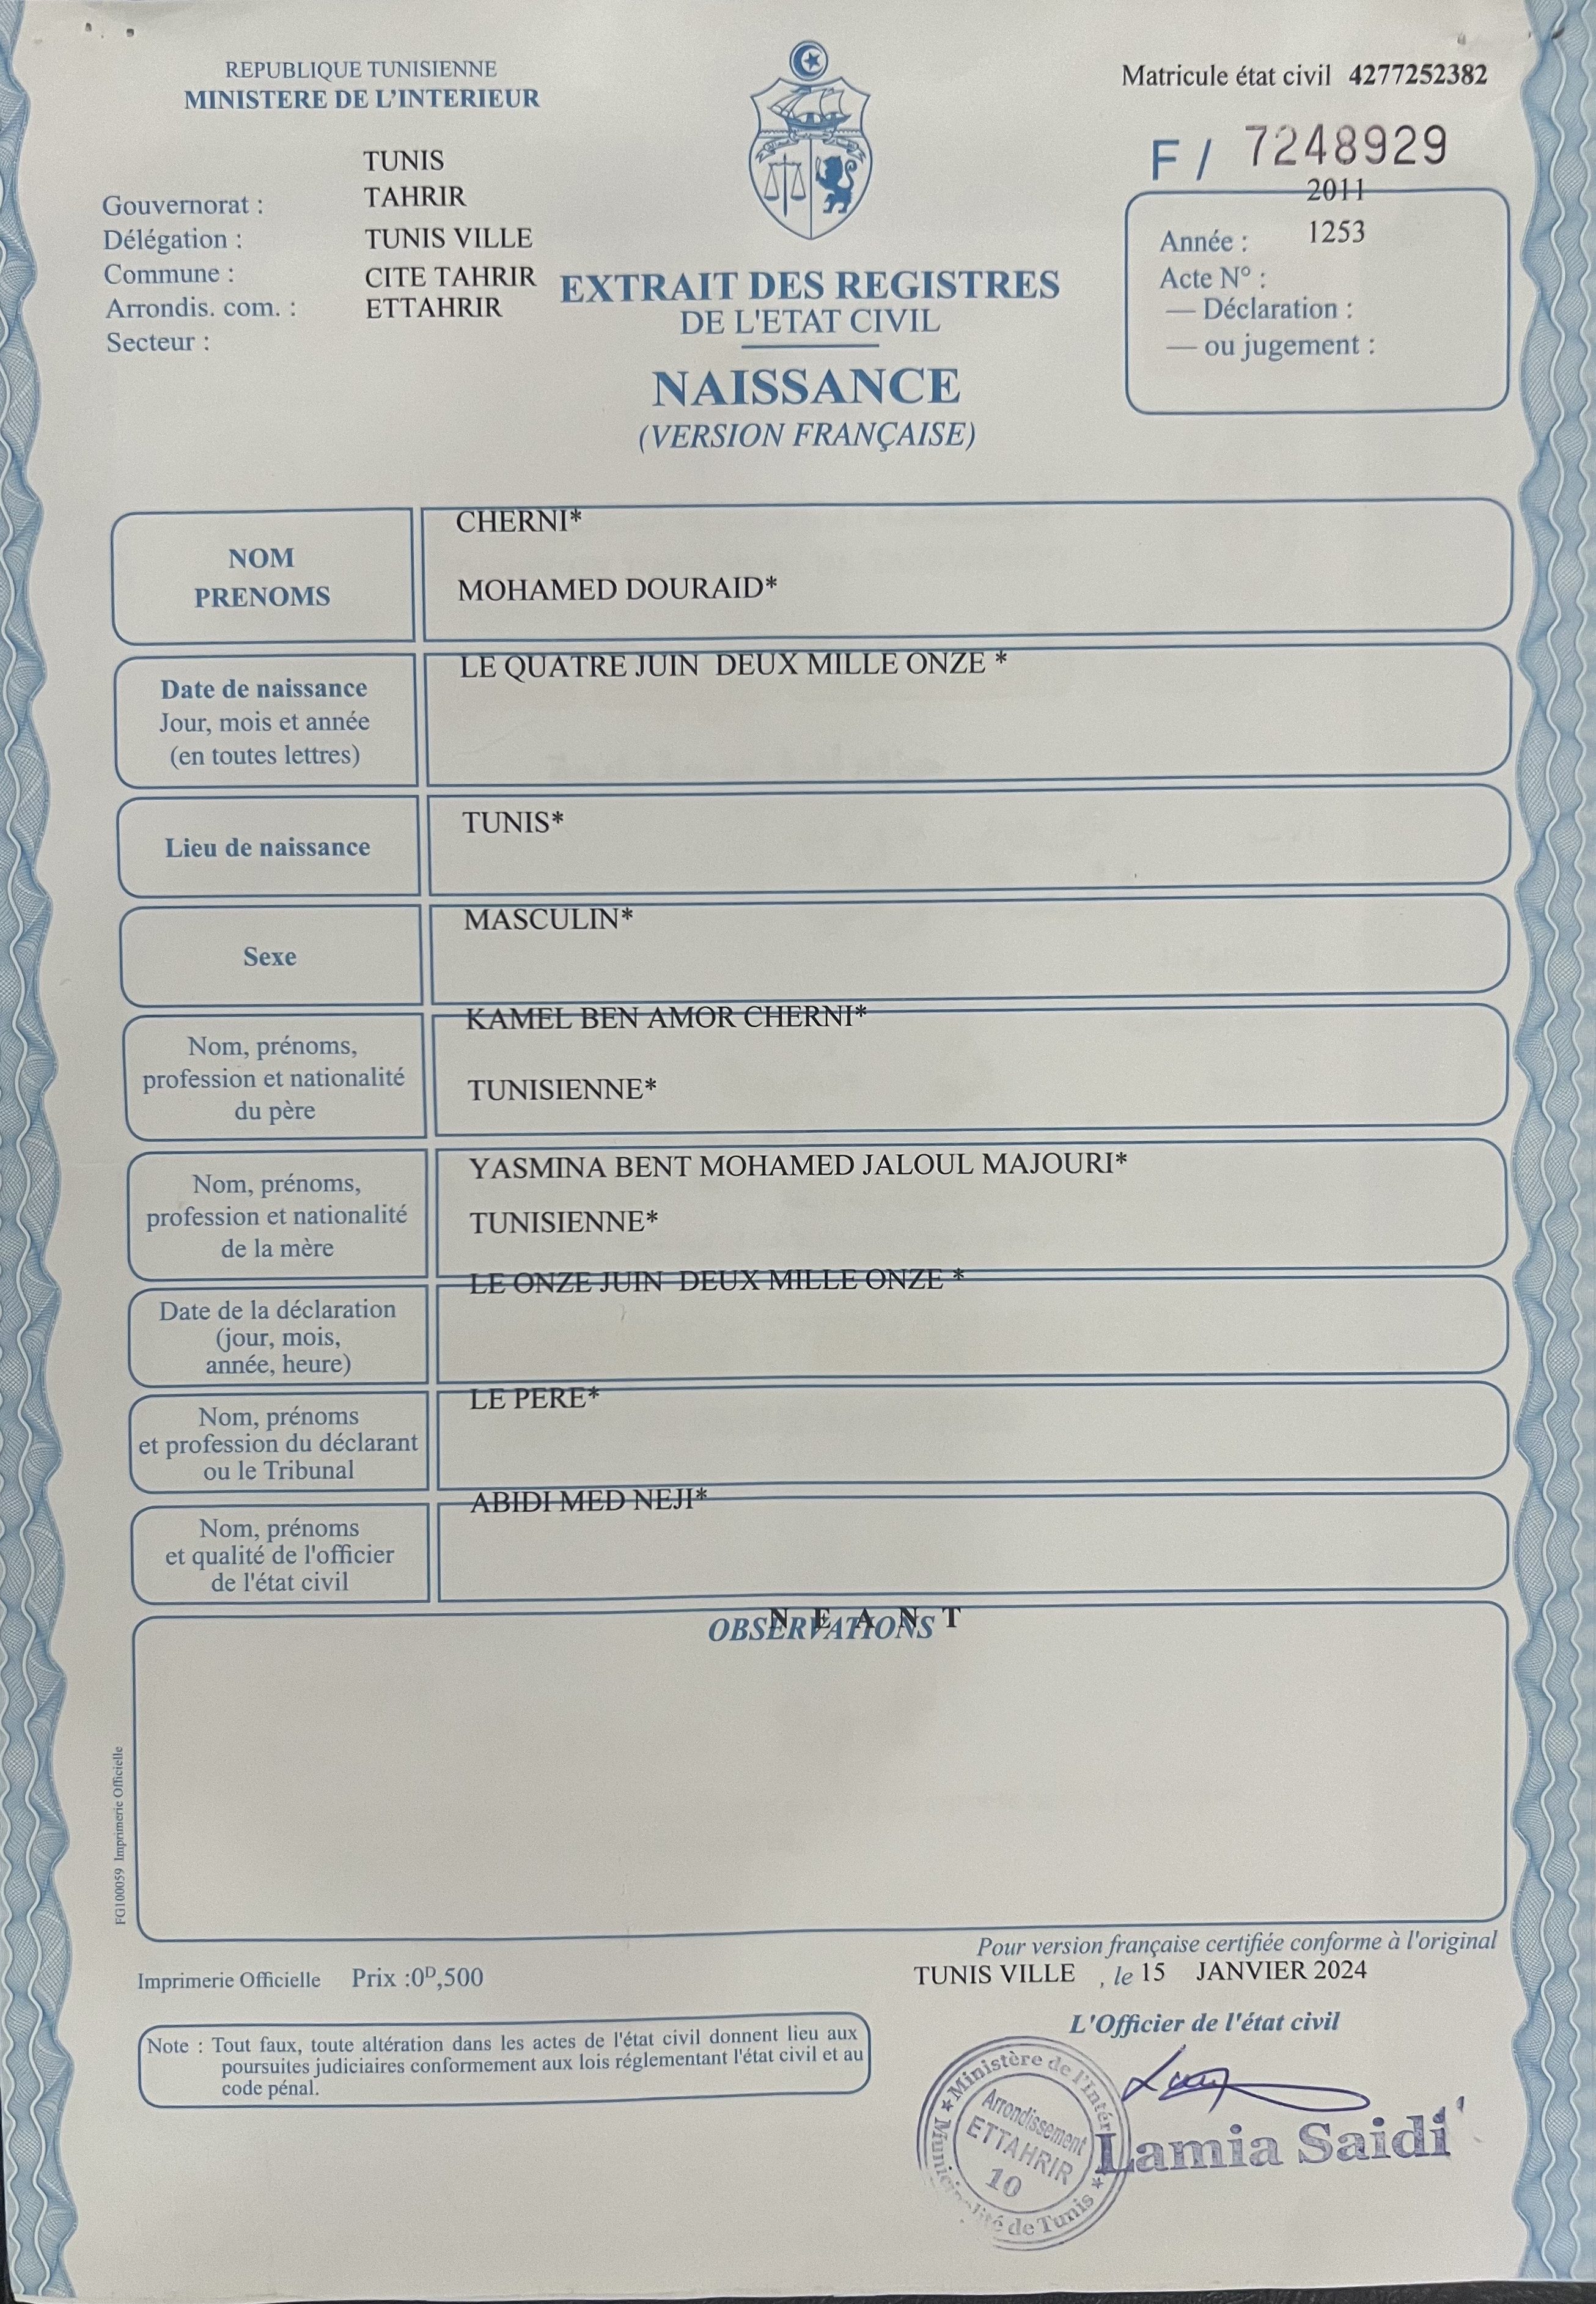 REPUBLIQUE TUNISIENNE
MINISTERE DE L'INTERIEUR
Matricule état civil 4277252382
F / 7248929
TUNIS
Gouvernorat :
TAHRIR
Délégation :
TUNIS VILLE
Commune :
CITE TAHRIR
Arrondis. com. :
ETTAHRIR
Secteur :
2011
Année :
1253
Acte N° :
— Déclaration :
— ou jugement :
EXTRAIT DES REGISTRES
DE L'ETAT CIVIL
NAISSANCE
(VERSION FRANÇAISE)
NOM
PRENOMS
CHERNI*
MOHAMED DOURAID*
Date de naissance
Jour, mois et année
(en toutes lettres)
LE QUATRE JUIN DEUX MILLE ONZE *
Lieu de naissance
TUNIS*
Sexe
MASCULIN*
Nom, prénoms,
profession et nationalité
du père
KAMEL BEN AMOR CHERNI*
TUNISIENNE*
Nom, prénoms,
profession et nationalité
de la mère
YASMINA BENT MOHAMED JALOUL MAJOURI*
TUNISIENNE*
Date de la déclaration
(jour, mois,
année, heure)
LE ONZE JUIN DEUX MILLE ONZE *
Nom, prénoms
et profession du déclarant
ou le Tribunal
LE PERE*
Nom, prénoms
et qualité de l'officier
de l'état civil
ABIDI MED NEJI*
OBSERVATIONS
N E A N T
FG100059 Imprimerie Officielle
Pour version française certifiée conforme à l'original
Imprimerie Officielle Prix :0D,500
TUNIS VILLE , le 15 JANVIER 2024
Note : Tout faux, toute altération dans les actes de l'état civil donnent lieu aux
poursuites judiciaires conformement aux lois réglementant l'état civil et au
code pénal.
L'Officier de l'état civil
Lamia Saidi
★ Ministère de l'Intér
Arrondissement
ETTAHRIR
10
Municipalité de Tunis ★